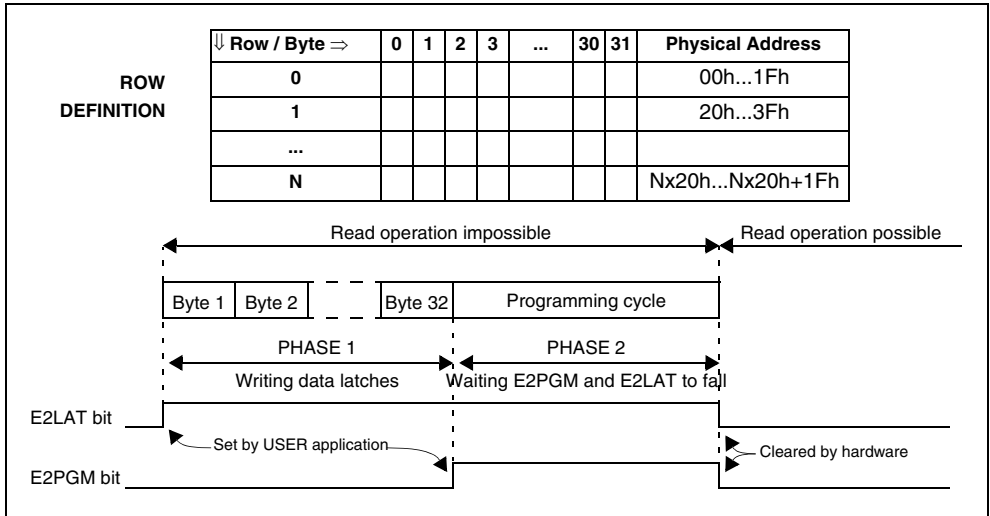 ⇓ Row / Byte ⇒ 0 1 2 3 ... 30 31 Physical Address
ROW
DEFINITION
0 00h...1Fh
1 20h...3Fh
...
N Nx20h...Nx20h+1Fh
Read operation impossible Read operation possible
Byte 1 Byte 2 Byte 32 Programming cycle
PHASE 1 PHASE 2
Writing data latches Waiting E2PGM and E2LAT to fall
E2LAT bit
Set by USER application Cleared by hardware
E2PGM bit